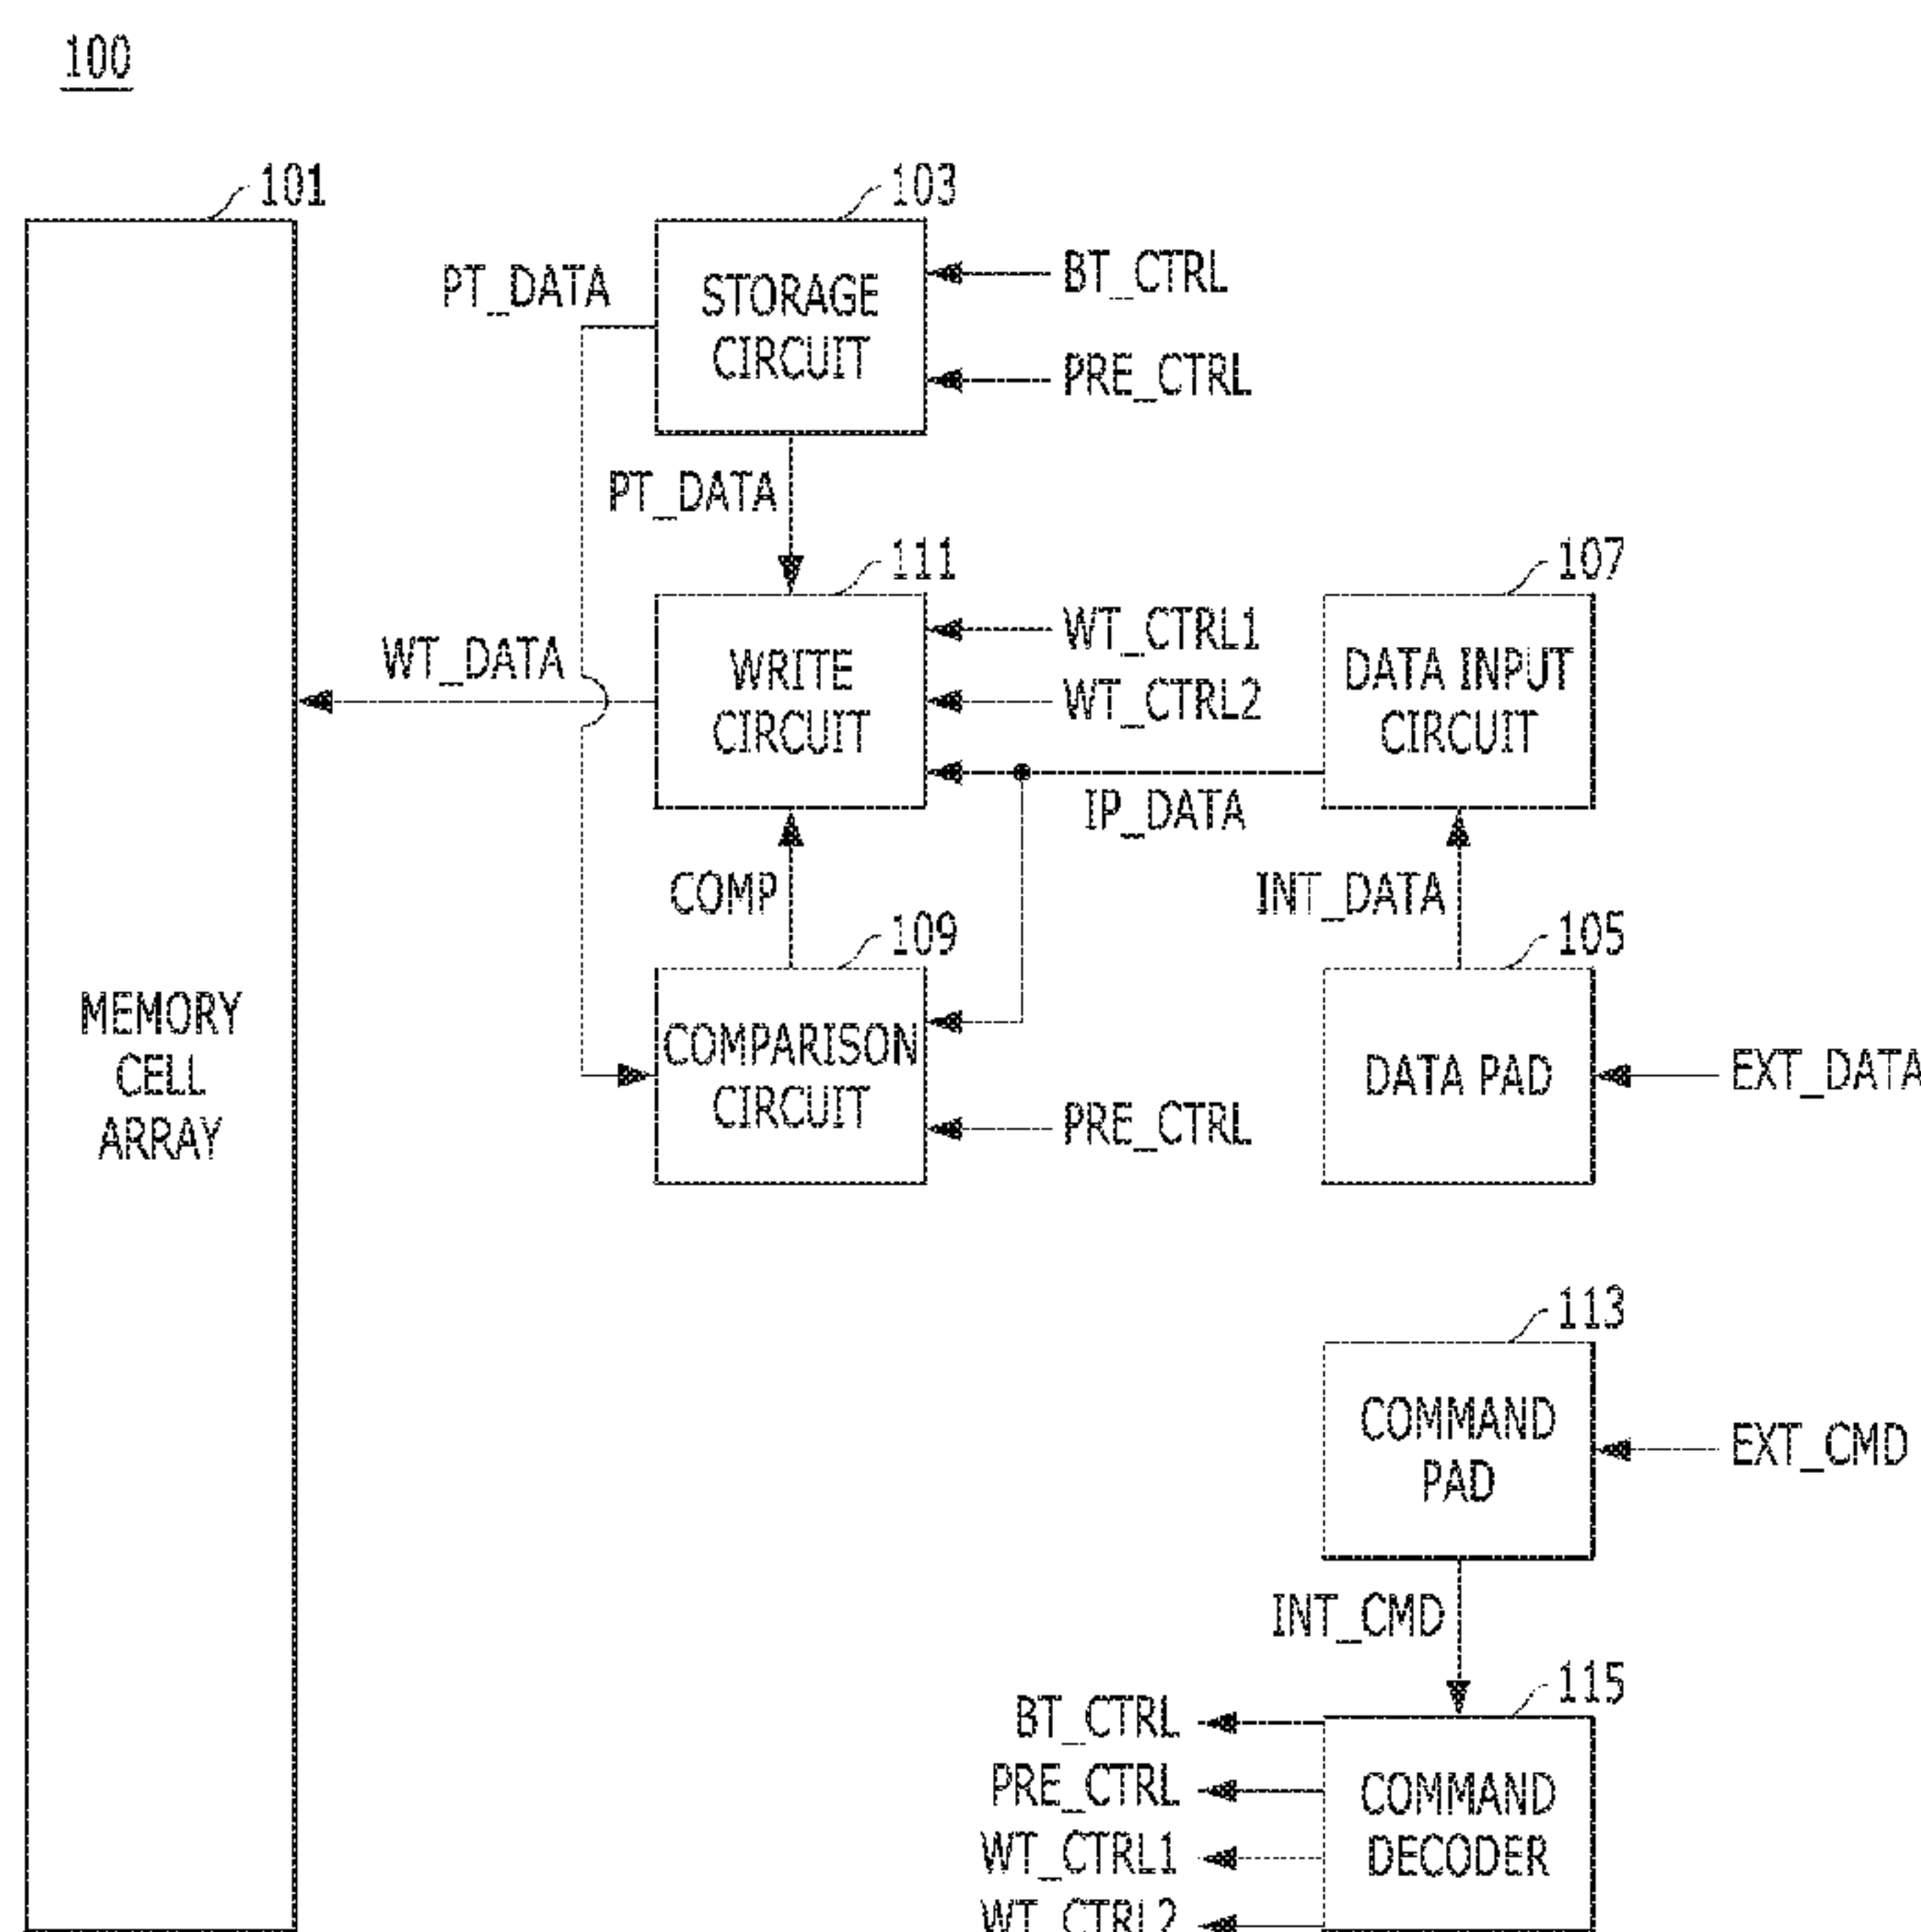 100
101
103
PT_DATA
STORAGE
CIRCUIT
BT_CTRL
PRE_CTRL
PT_DATA
111
107
WT_DATA
WRITE
CIRCUIT
WT_CTRL1
WT_CTRL2
DATA INPUT
CIRCUIT
IP_DATA
COMP
INT_DATA
109
105
MEMORY
CELL
ARRAY
COMPARISON
CIRCUIT
PRE_CTRL
DATA PAD
EXT_DATA
113
COMMAND
PAD
EXT_CMD
INT_CMD
115
BT_CTRL
PRE_CTRL
WT_CTRL1
WT_CTRL2
COMMAND
DECODER